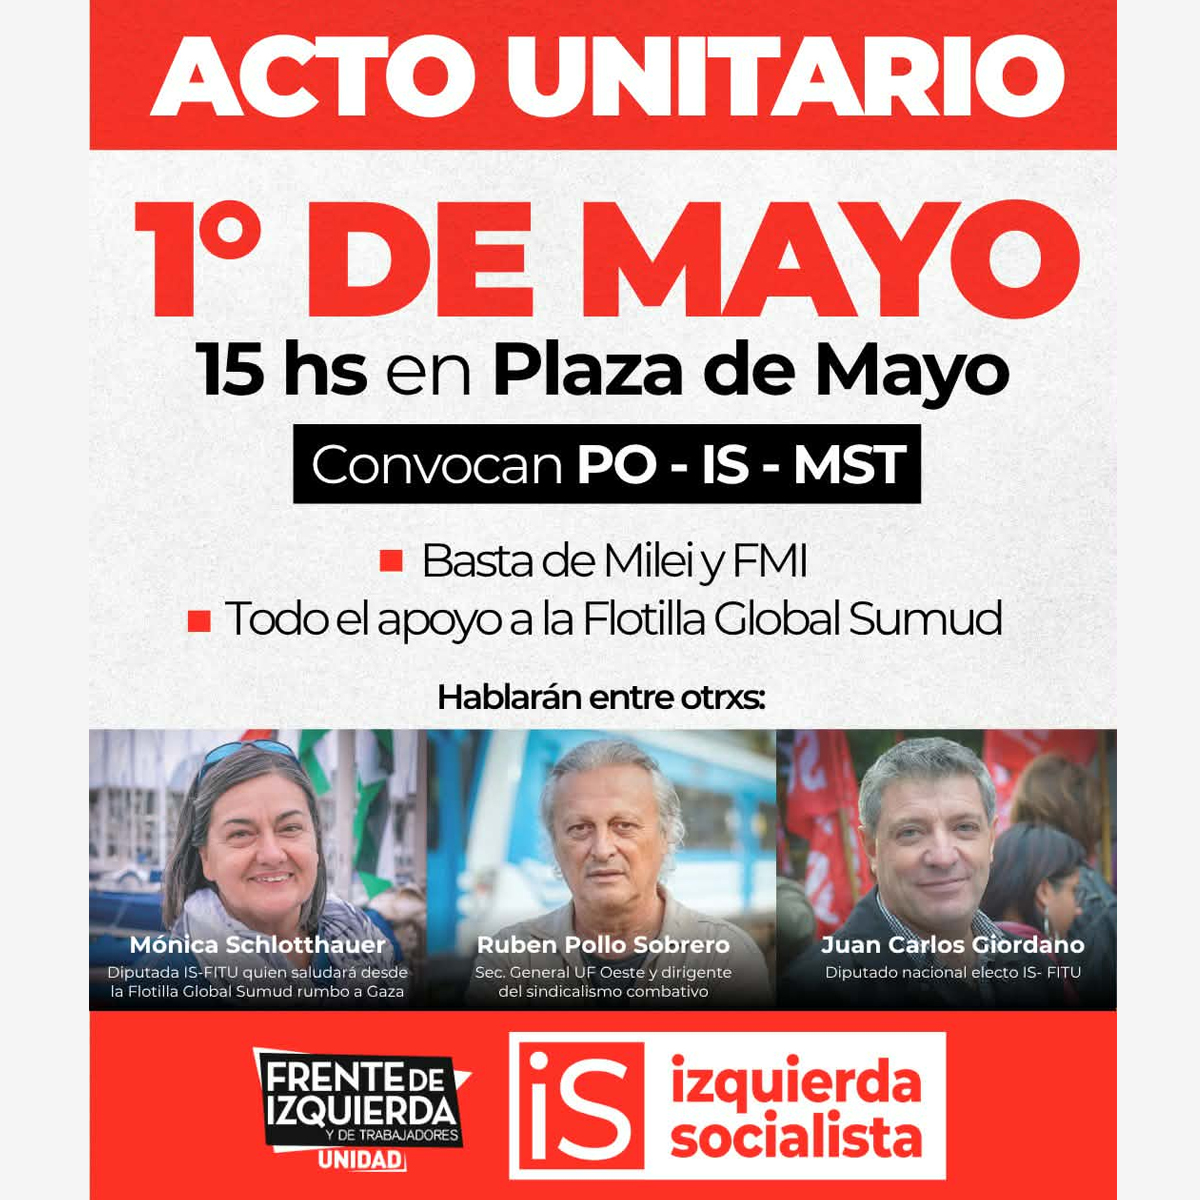 ACTO UNITARIO
1º DE MAYO
15 hs en Plaza de Mayo
Convocan PO - IS - MST
Basta de Milei y FMI
Todo el apoyo a la Flotilla Global Sumud
Hablarán entre otrxs:
Mónica Schlotthauer
Diputada IS-FITU quien saludará desde
la Flotilla Global Sumud rumbo a Gaza
Ruben Pollo Sobrero
Sec. General UF Oeste y dirigente
del sindicalismo combativo
Juan Carlos Giordano
Diputado nacional electo IS- FITU
FRENTE DE
IZQUIERDA
Y DE TRABAJADORES
UNIDAD
iS
izquierda
socialista